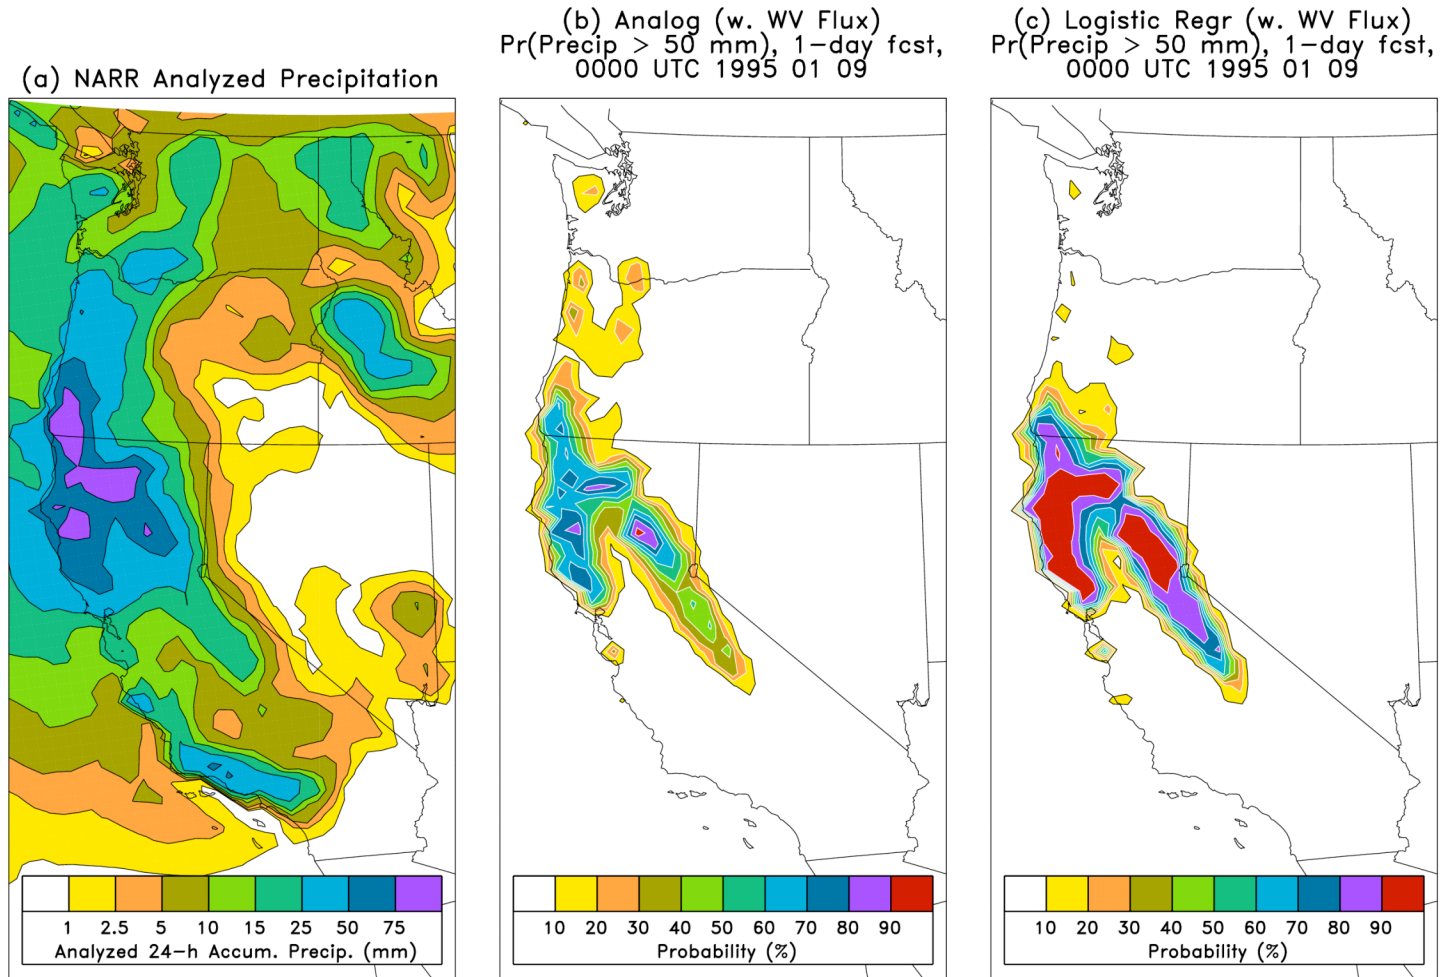 (a) NARR Analyzed Precipitation
(b) Analog (w. WV Flux)
Pr(Precip > 50 mm), 1-day fcst,
0000 UTC 1995 01 09
(c) Logistic Regr (w. WV Flux)
Pr(Precip > 50 mm), 1-day fcst,
0000 UTC 1995 01 09
1 2.5 5 10 15 25 50 75
Analyzed 24-h Accum. Precip. (mm)
10 20 30 40 50 60 70 80 90
Probability (%)
10 20 30 40 50 60 70 80 90
Probability (%)